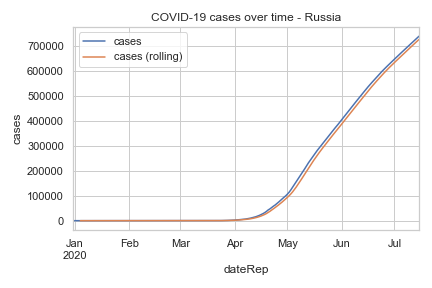 COVID-19 cases over time - Russia
cases
cases (rolling)
700000
600000
500000
400000
300000
200000
100000
0
cases
Jan Feb Mar Apr May Jun Jul
2020
dateRep